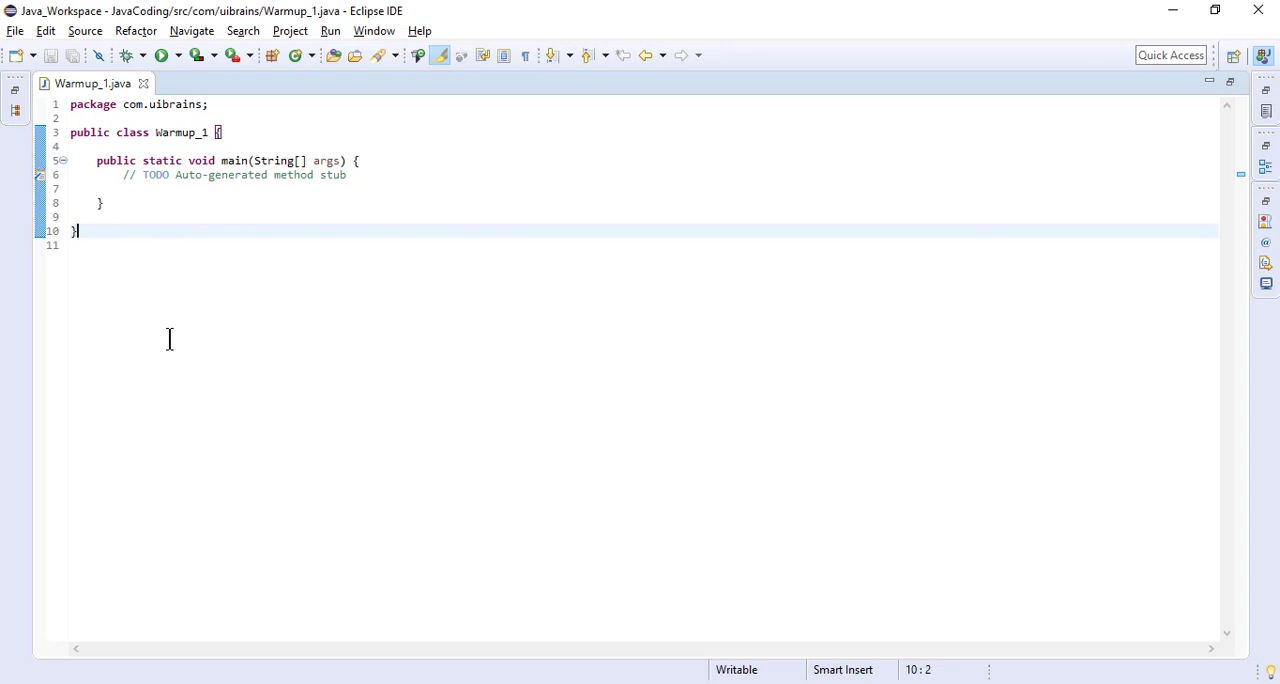 Java_Workspace - JavaCoding/src/com/uibrains/Warmup_1.java - Eclipse IDE
File Edit Source Refactor Navigate Search Project Run Window Help
Quick Access
Warmup_1.java
1 package com.uibrains;
2
3 public class Warmup_1 {
4
5 public static void main(String[] args) {
6 // TODO Auto-generated method stub
7
8 }
9
10 }
11
Writable Smart Insert 10 : 2